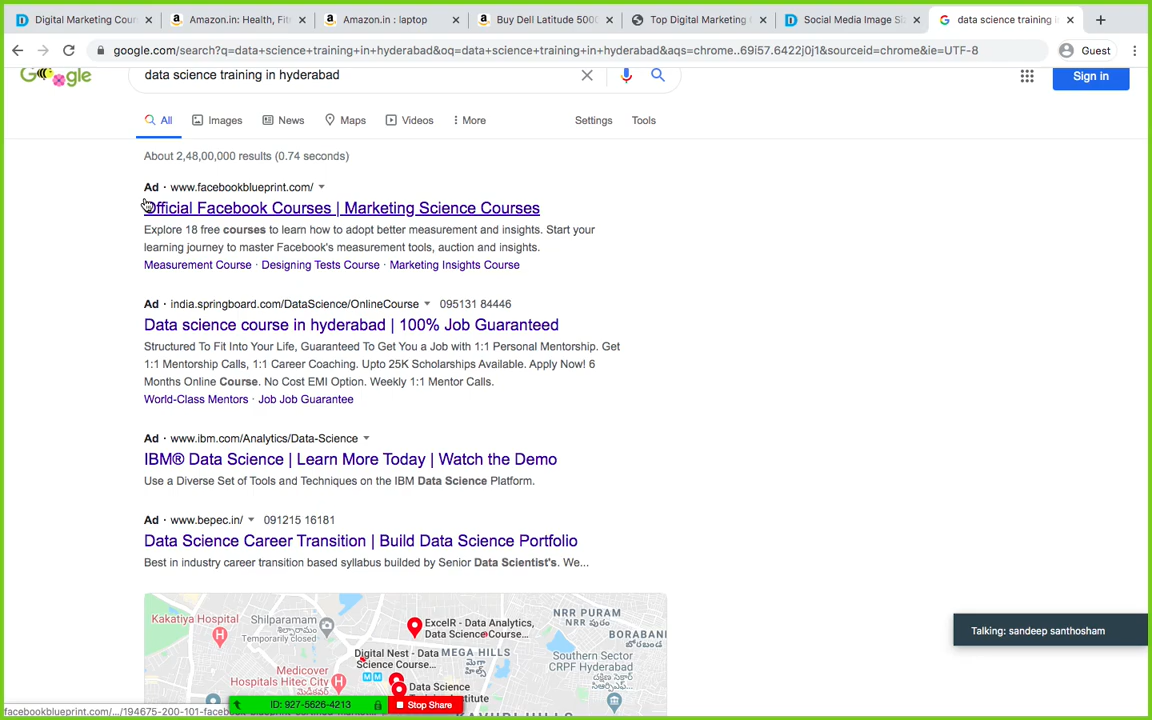 Digital Marketing Cour
Amazon.in: Health, Fit
Amazon.in : laptop
Buy Dell Latitude 5000
Top Digital Marketing
Social Media Image Si
data science training i
google.com/search?q=data+science+training+in+hyderabad&oq=data+science+training+in+hyderabad&aqs=chrome..69i57.6422j0j1&sourceid=chrome&ie=UTF-8
Guest
Google
data science training in hyderabad
Sign in
All
Images
News
Maps
Videos
More
Settings
Tools
About 2,48,00,000 results (0.74 seconds)
Ad · www.facebookblueprint.com/
Official Facebook Courses | Marketing Science Courses
Explore 18 free courses to learn how to adopt better measurement and insights. Start your
learning journey to master Facebook's measurement tools, auction and insights.
Measurement Course · Designing Tests Course · Marketing Insights Course
Ad · india.springboard.com/DataScience/OnlineCourse 095131 84446
Data science course in hyderabad | 100% Job Guaranteed
Structured To Fit Into Your Life, Guaranteed To Get You a Job with 1:1 Personal Mentorship. Get
1:1 Mentorship Calls, 1:1 Career Coaching. Upto 25K Scholarships Available. Apply Now! 6
Months Online Course. No Cost EMI Option. Weekly 1:1 Mentor Calls.
World-Class Mentors · Job Job Guarantee
Ad · www.ibm.com/Analytics/Data-Science
IBM® Data Science | Learn More Today | Watch the Demo
Use a Diverse Set of Tools and Techniques on the IBM Data Science Platform.
Ad · www.bepec.in/ 091215 16181
Data Science Career Transition | Build Data Science Portfolio
Best in industry career transition based syllabus builded by Senior Data Scientist's. We...
Kakatiya Hospital
Shilparamam
Temporarily closed
ExcelR - Data Analytics,
Data Science Course...
NRR PURAM
BORABAN
Digital Nest - Data
Science Course...
MEGA HILLS
Southern Sector
CRPF Hyderabad
Medicover
Hospitals Hitec City
Data Science
Talking: sandeep santhosham
ID: 927-5626-4213
Stop Share